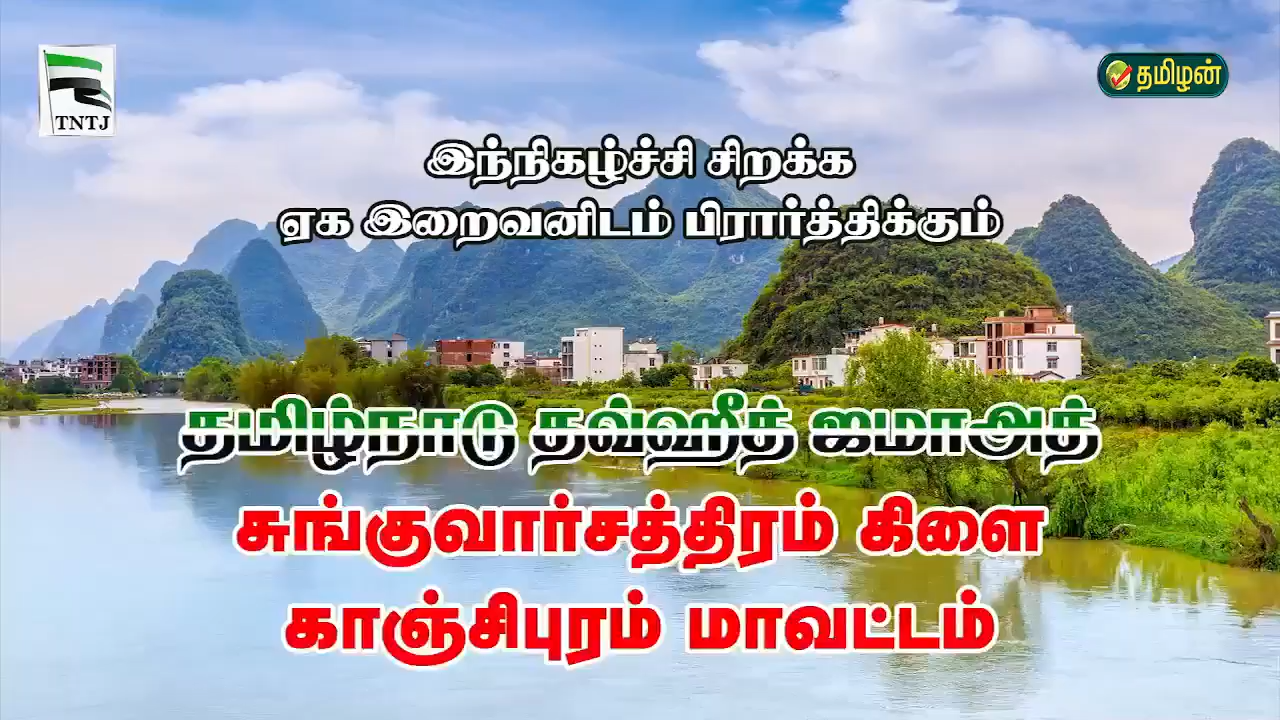 TNTJ
தமிழன்
இந்நிகழ்ச்சி சிறக்க
ஏக இறைவனிடம் பிரார்த்திக்கும்
தமிழ்நாடு தவ்ஹீத் ஜமாஅத்
சுங்குவார்சத்திரம் கிளை
காஞ்சிபுரம் மாவட்டம்